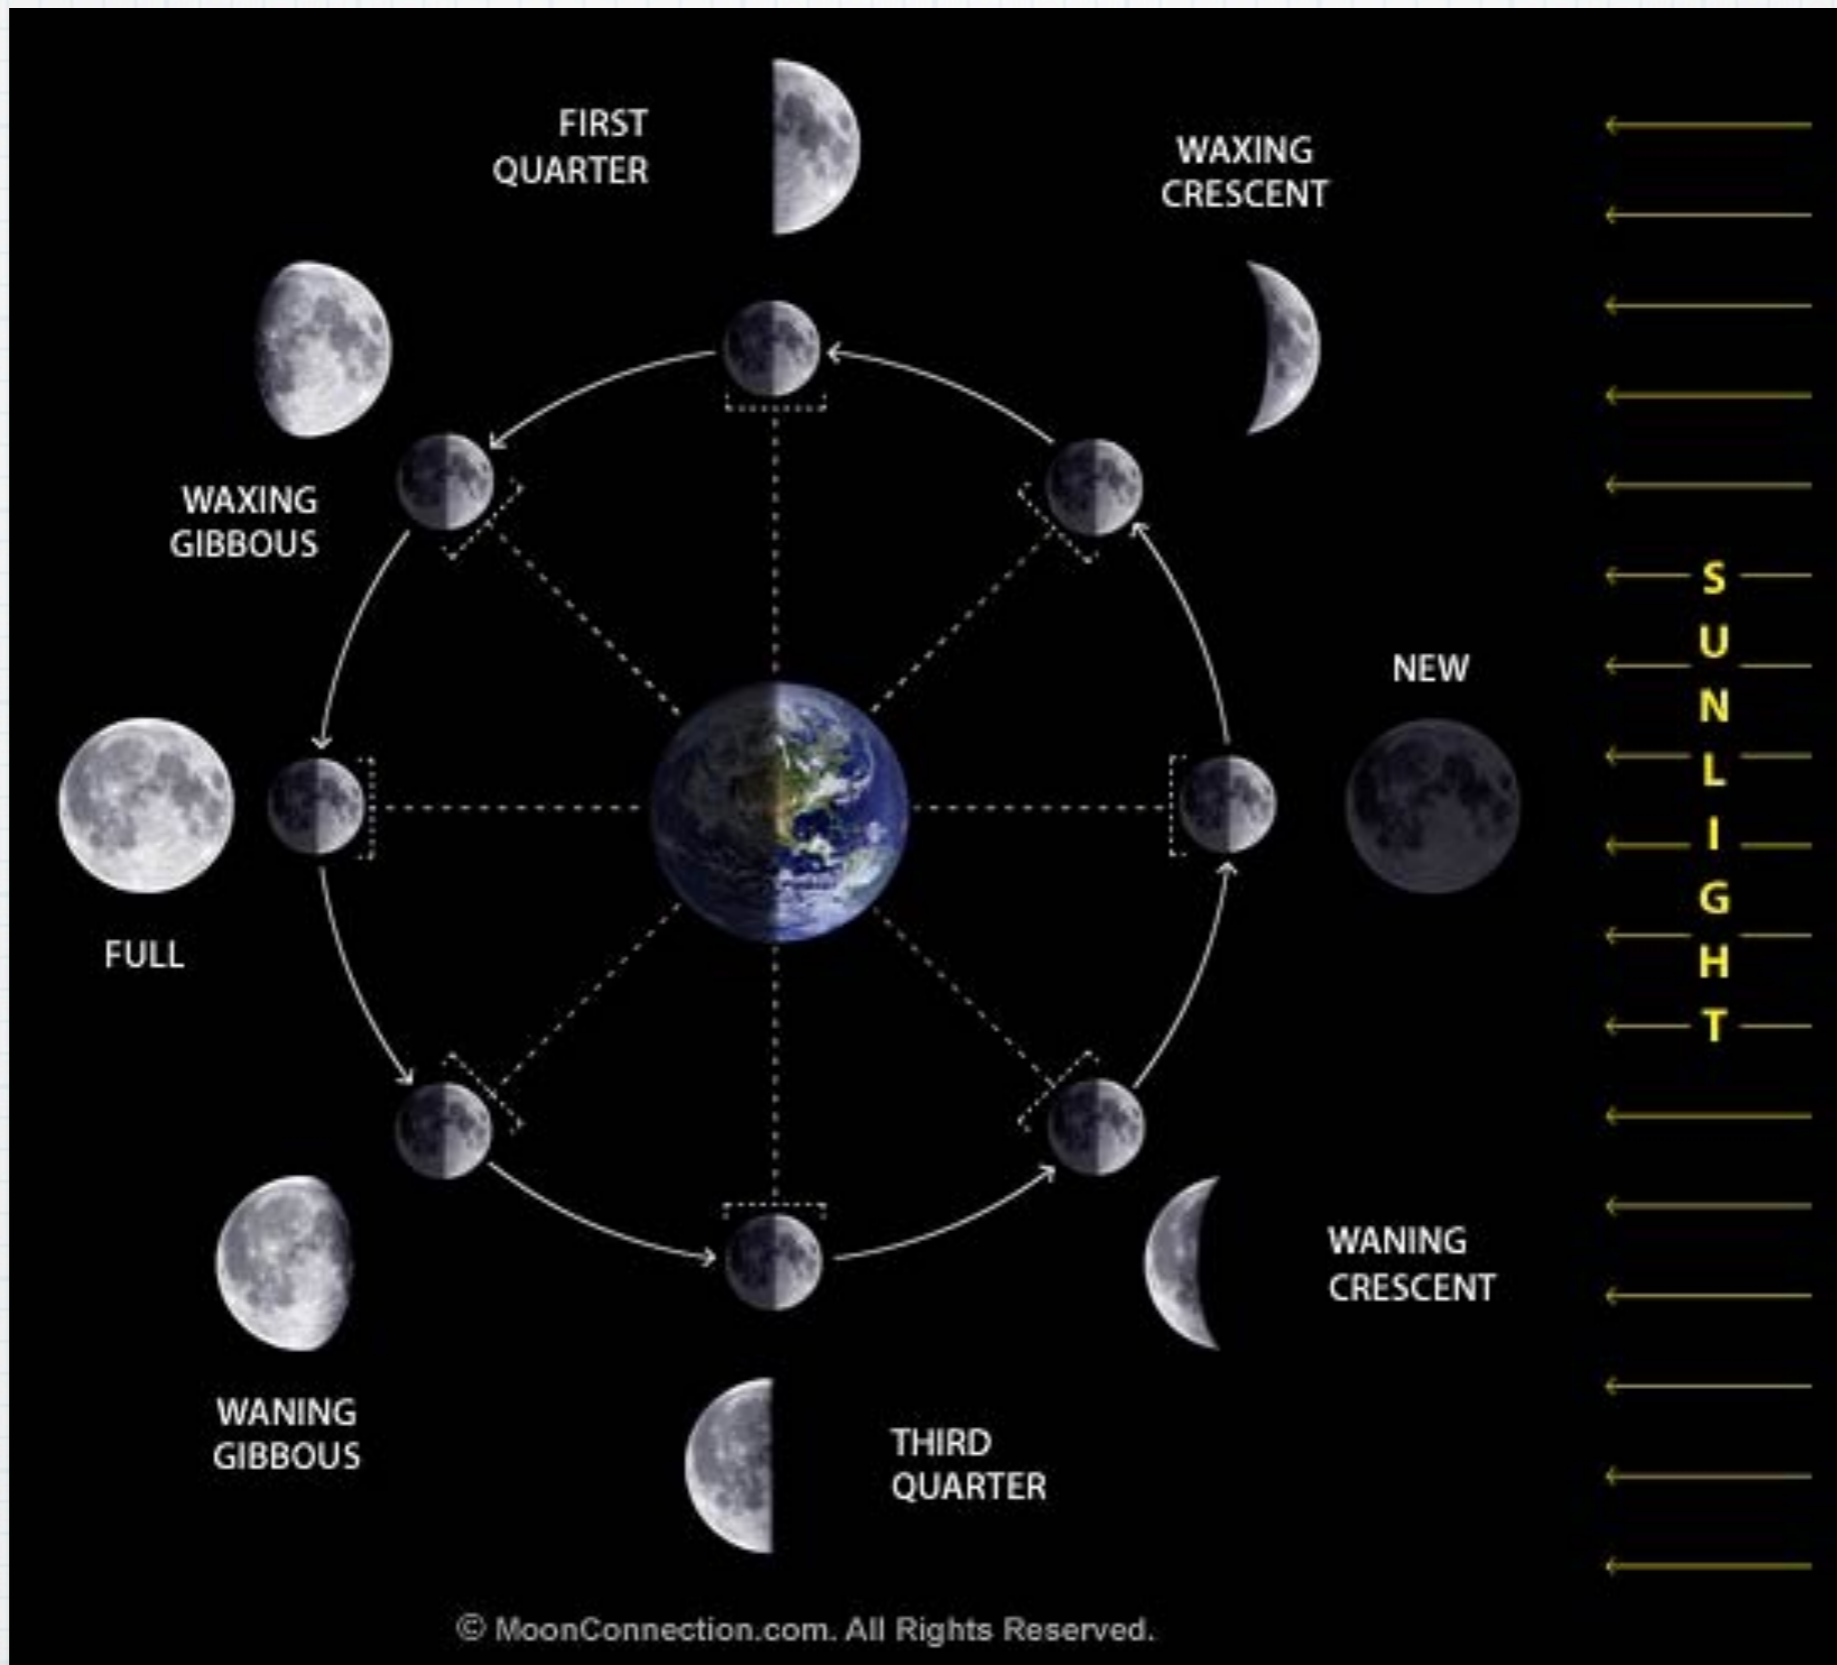 FIRST
QUARTER
WAXING
CRESCENT
WAXING
GIBBOUS
NEW
SUNLIGHT
FULL
WANING
CRESCENT
WANING
GIBBOUS
THIRD
QUARTER
© MoonConnection.com. All Rights Reserved.